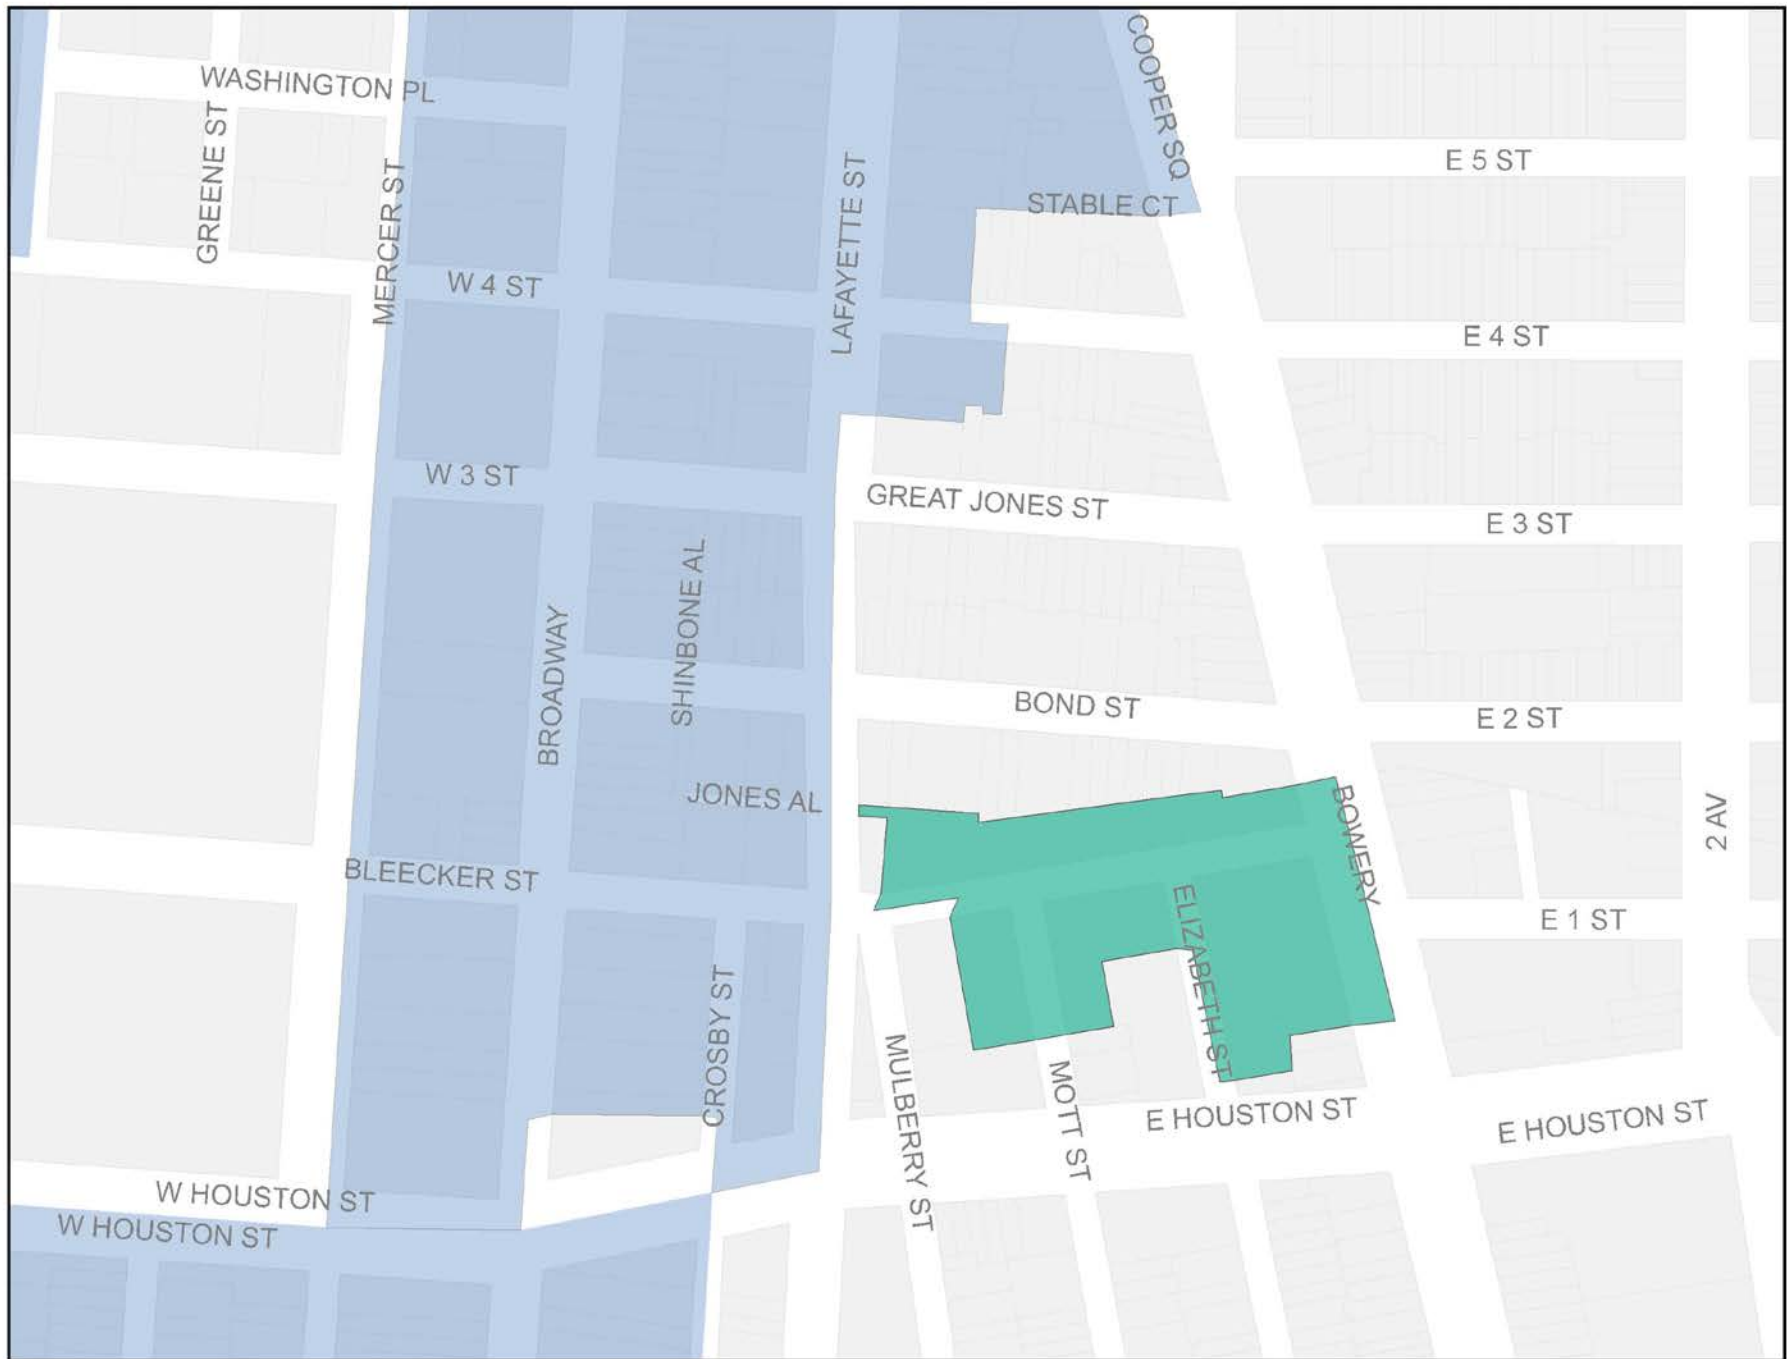 COOPER SQ
WASHINGTON PL
GREENE ST
MERCER ST
LAFAYETTE ST
E 5 ST
STABLE CT
W 4 ST
E 4 ST
W 3 ST
GREAT JONES ST
E 3 ST
SHINBONE AL
BROADWAY
BOND ST
E 2 ST
JONES AL
BOWERY
2 AV
BLEECKER ST
ELIZABETH ST
E 1 ST
CROSBY ST
MULBERRY ST
MOTT ST
E HOUSTON ST
E HOUSTON ST
W HOUSTON ST
W HOUSTON ST